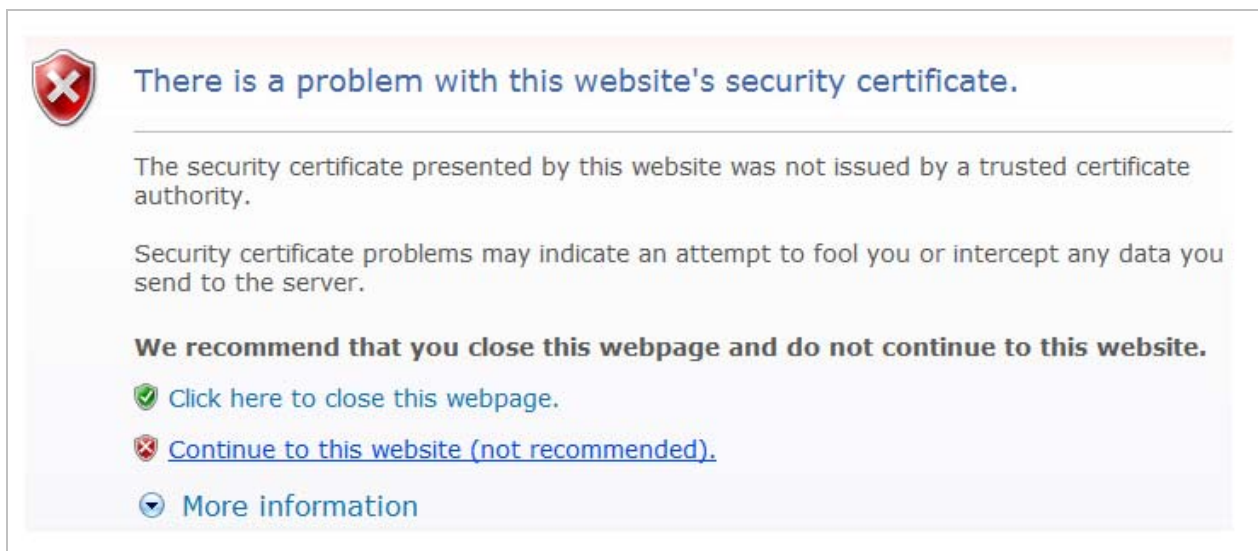 There is a problem with this website's security certificate.
The security certificate presented by this website was not issued by a trusted certificate
authority.
Security certificate problems may indicate an attempt to fool you or intercept any data you
send to the server.
We recommend that you close this webpage and do not continue to this website.
Click here to close this webpage.
Continue to this website (not recommended).
More information